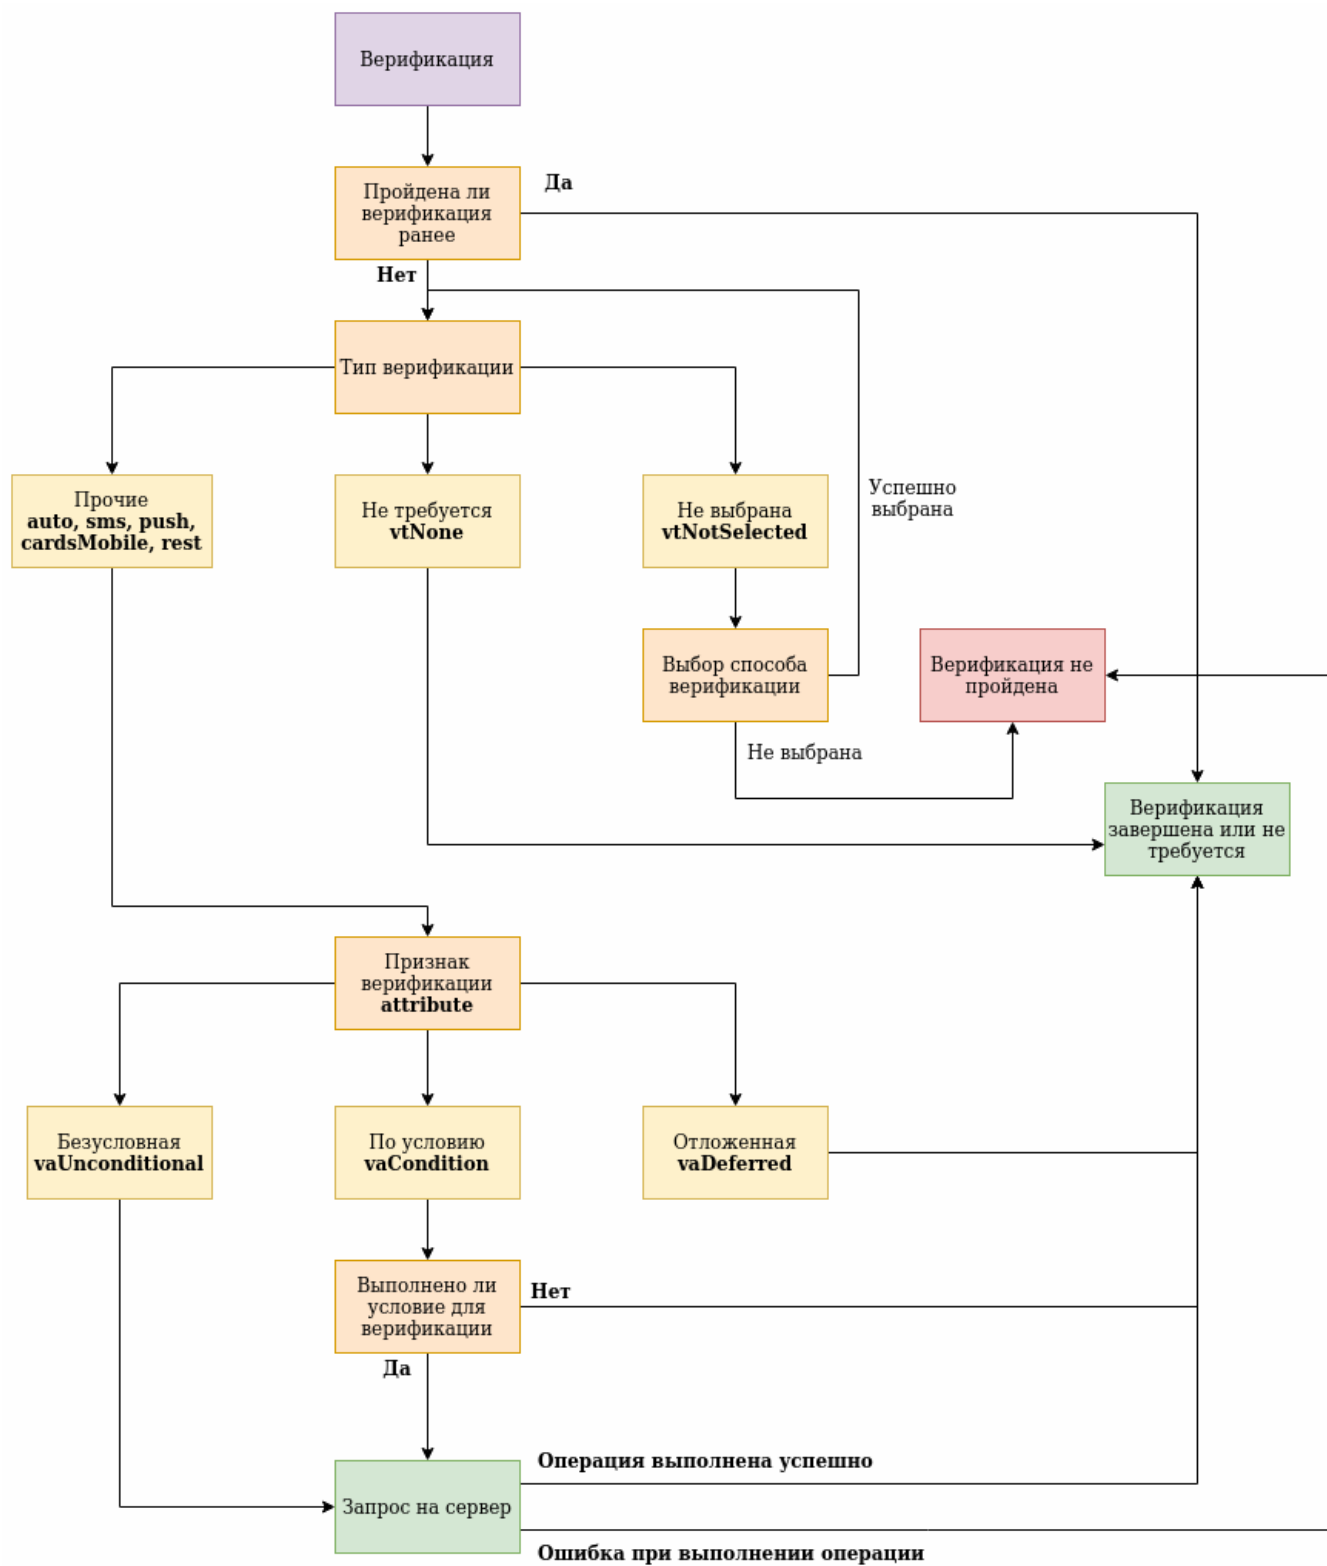 Верификация
Пройдена ли
верификация
ранее
Да
Нет
Тип верификации
Прочие
auto, sms, push,
cardsMobile, rest
Не требуется
vtNone
Не выбрана
vtNotSelected
Успешно
выбрана
Выбор способа
верификации
Верификация не
пройдена
Не выбрана
Верификация
завершена или не
требуется
Признак
верификации
attribute
Безусловная
vaUnconditional
По условию
vaCondition
Отложенная
vaDeferred
Выполнено ли
условие для
верификации
Нет
Да
Операция выполнена успешно
Запрос на сервер
Ошибка при выполнении операции